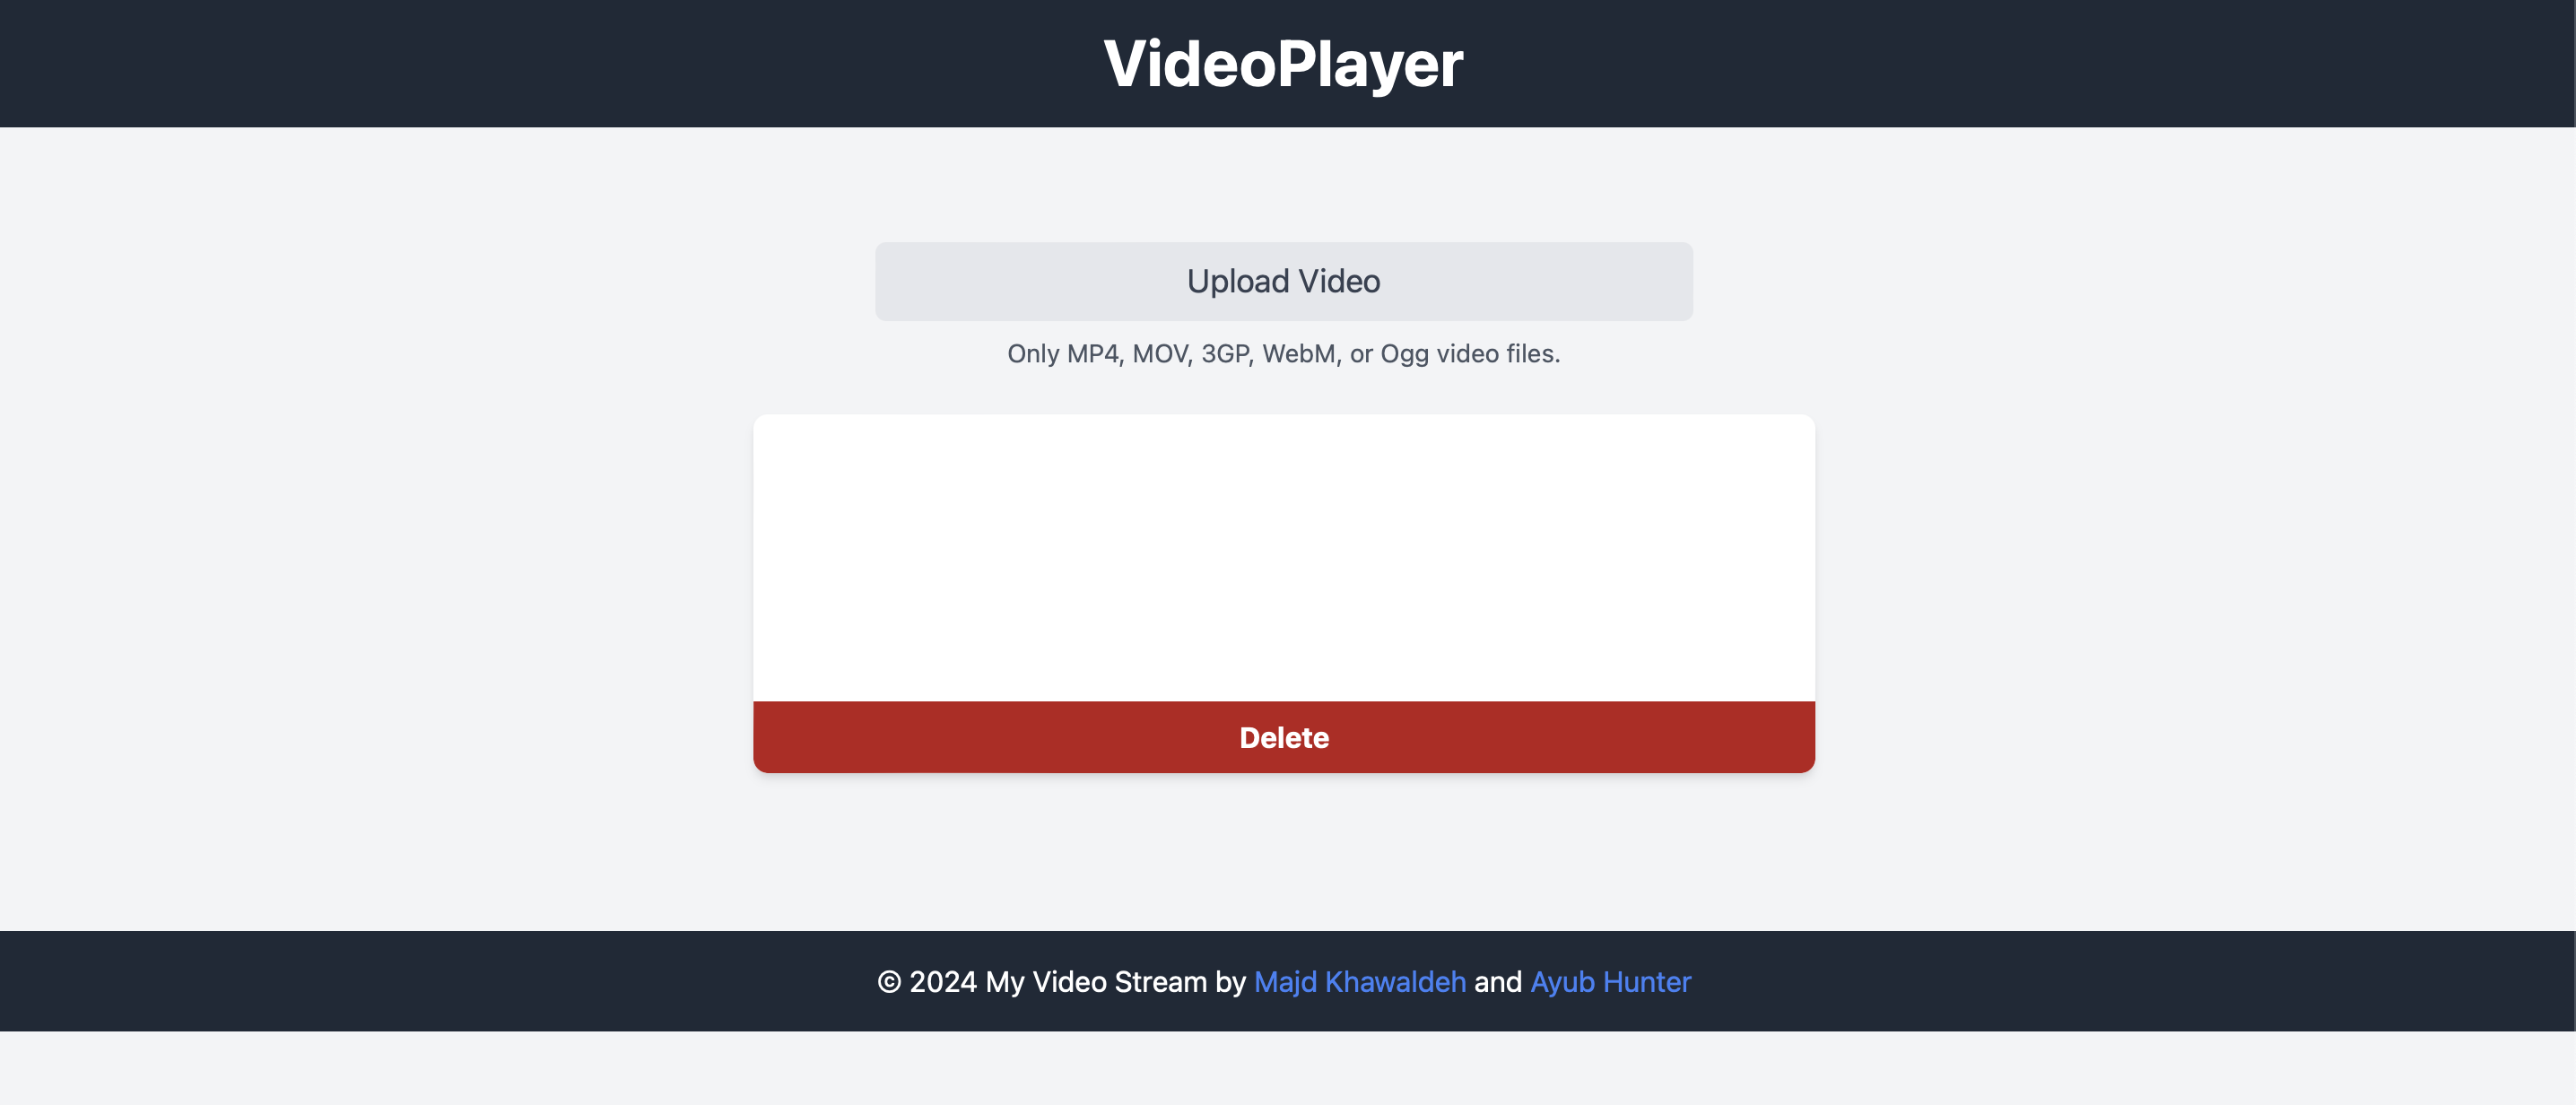 VideoPlayer
Upload Video
Only MP4, MOV, 3GP, WebM, or Ogg video files.
Delete
© 2024 My Video Stream by Majd Khawaldeh and Ayub Hunter